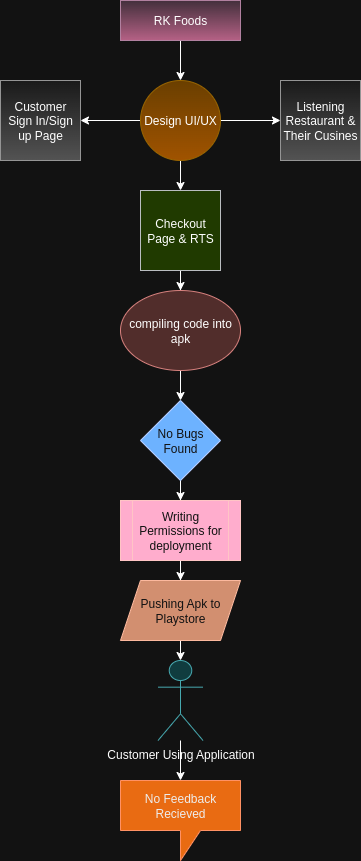 RK Foods
Customer
Sign In/Sign
up Page
Design UI/UX
Listening
Restaurant &
Their Cusines
Checkout
Page & RTS
compiling code into
apk
No Bugs
Found
Writing
Permissions for
deployment
Pushing Apk to
Playstore
Customer Using Application
No Feedback
Recieved